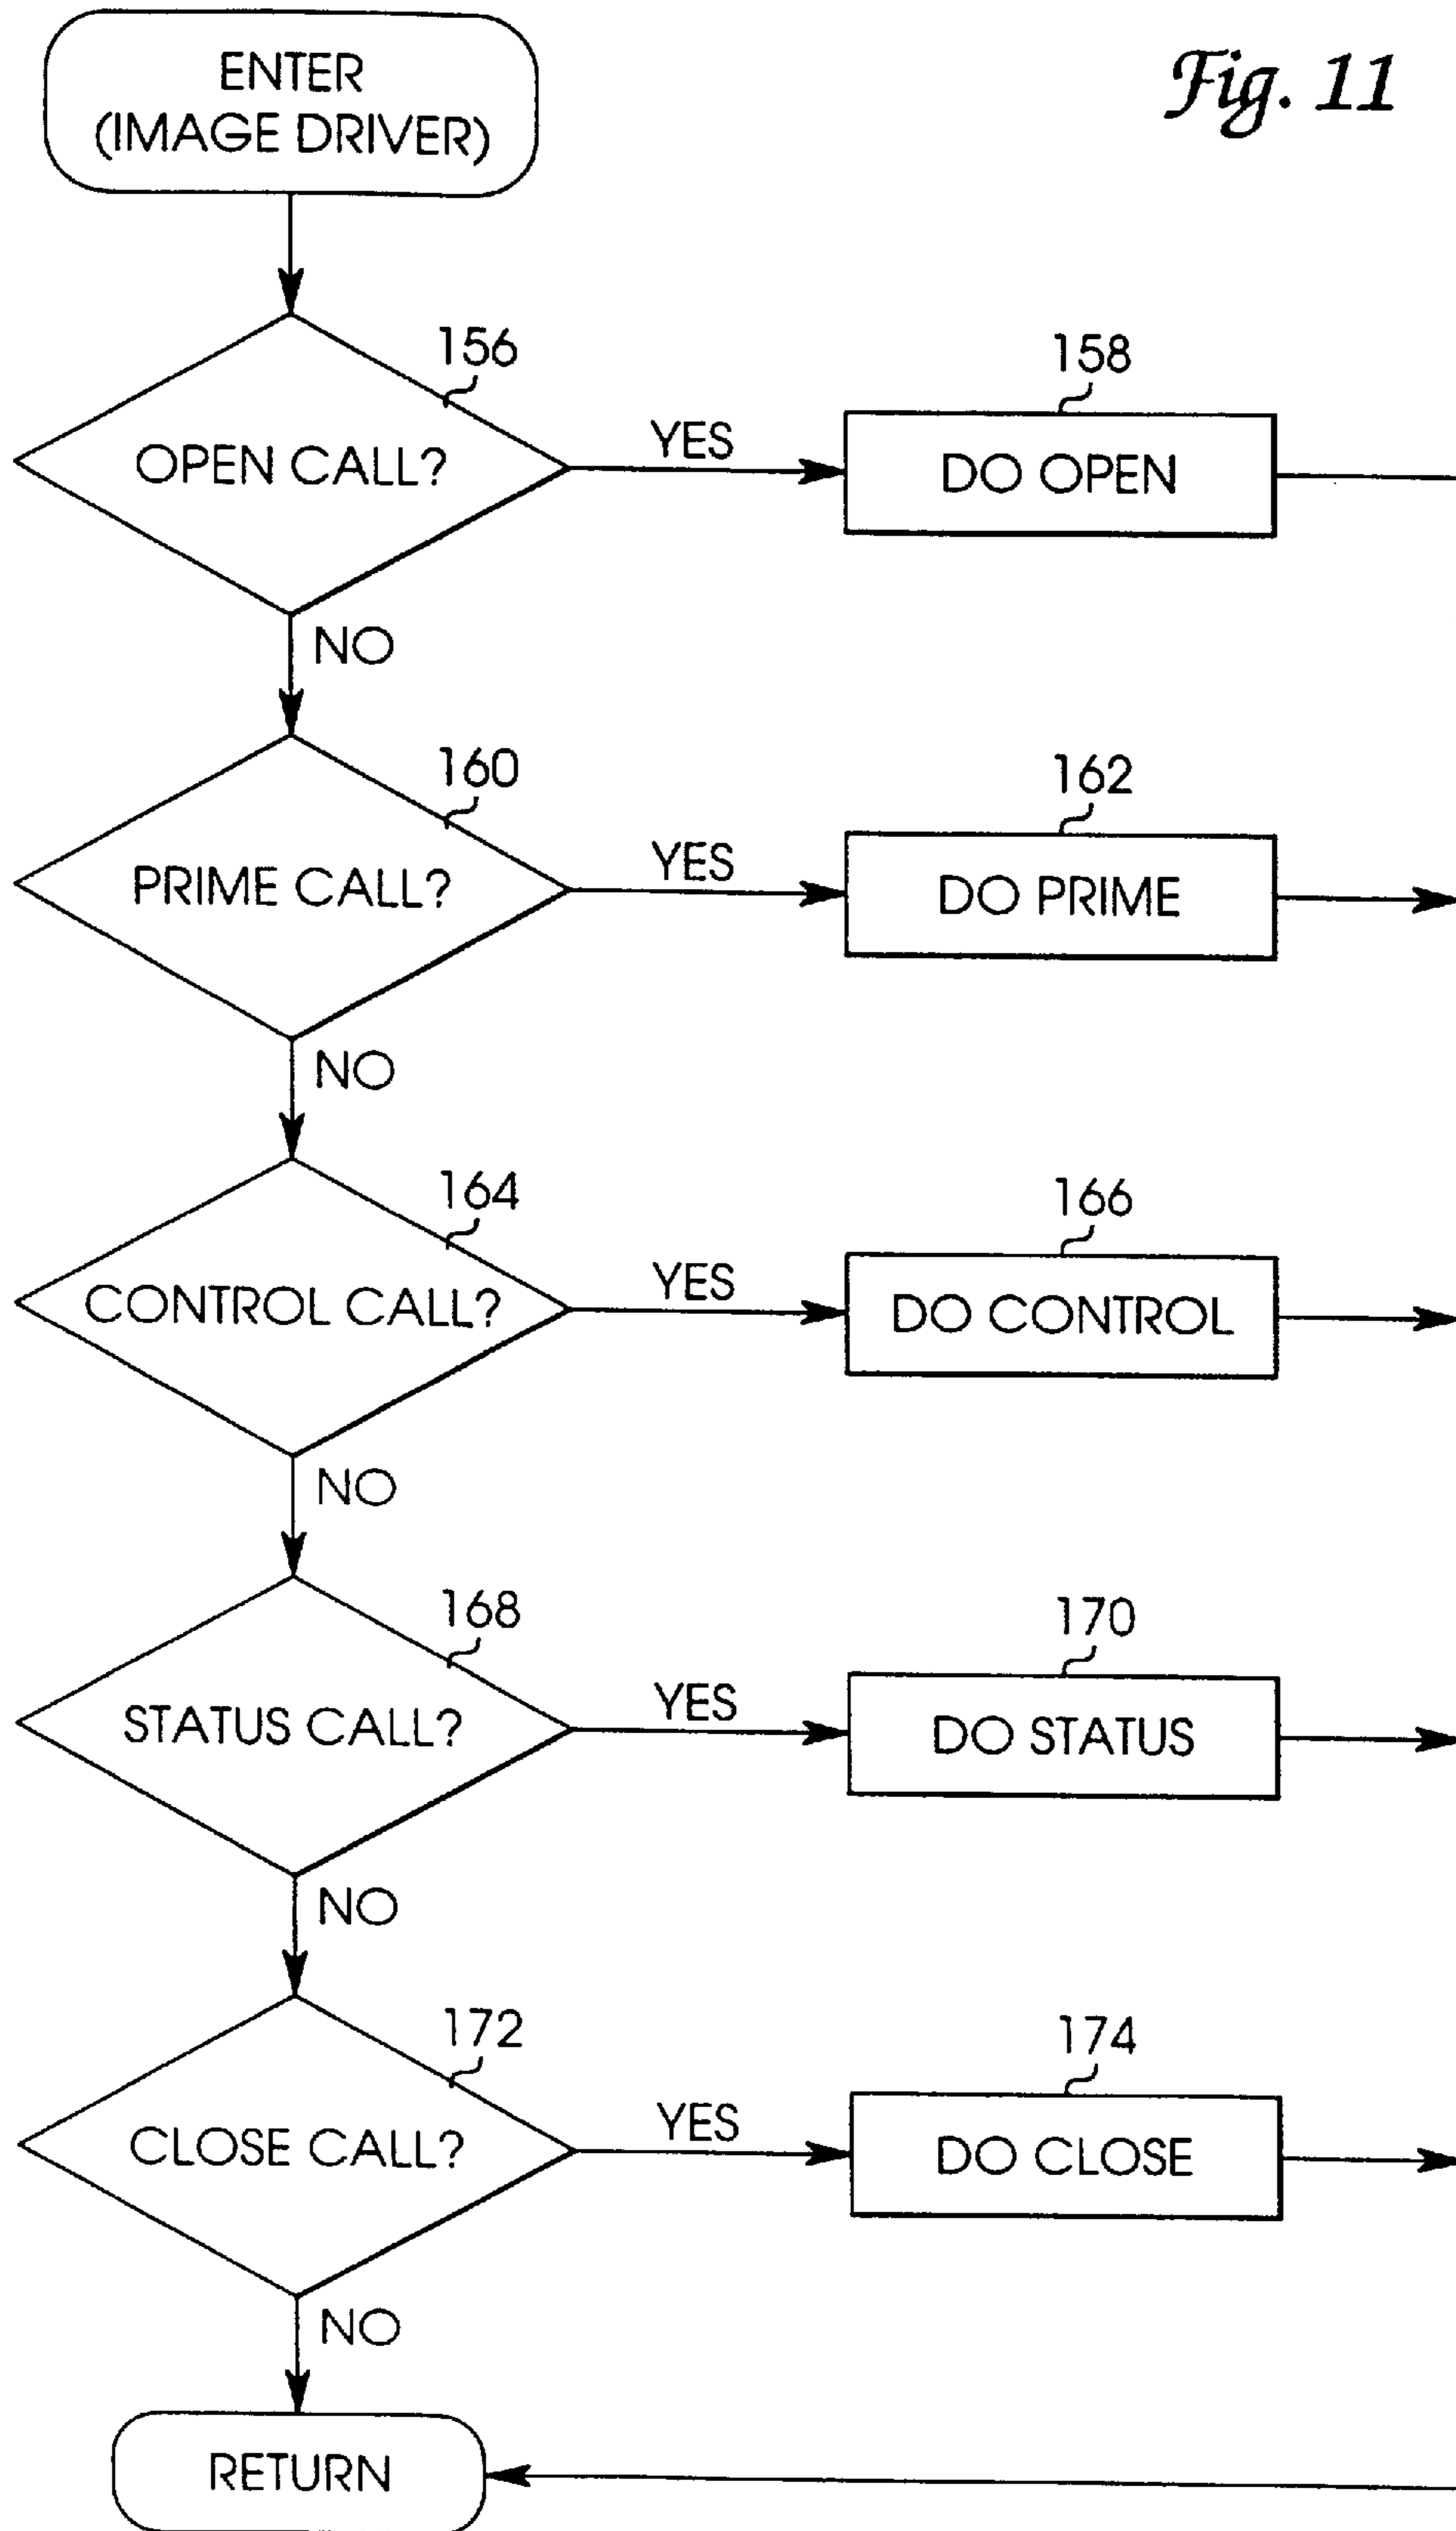 Fig. 11
ENTER
(IMAGE DRIVER)
156
OPEN CALL?
YES
158
DO OPEN
NO
160
PRIME CALL?
YES
162
DO PRIME
NO
164
CONTROL CALL?
YES
166
DO CONTROL
NO
168
STATUS CALL?
YES
170
DO STATUS
NO
172
CLOSE CALL?
YES
174
DO CLOSE
NO
RETURN